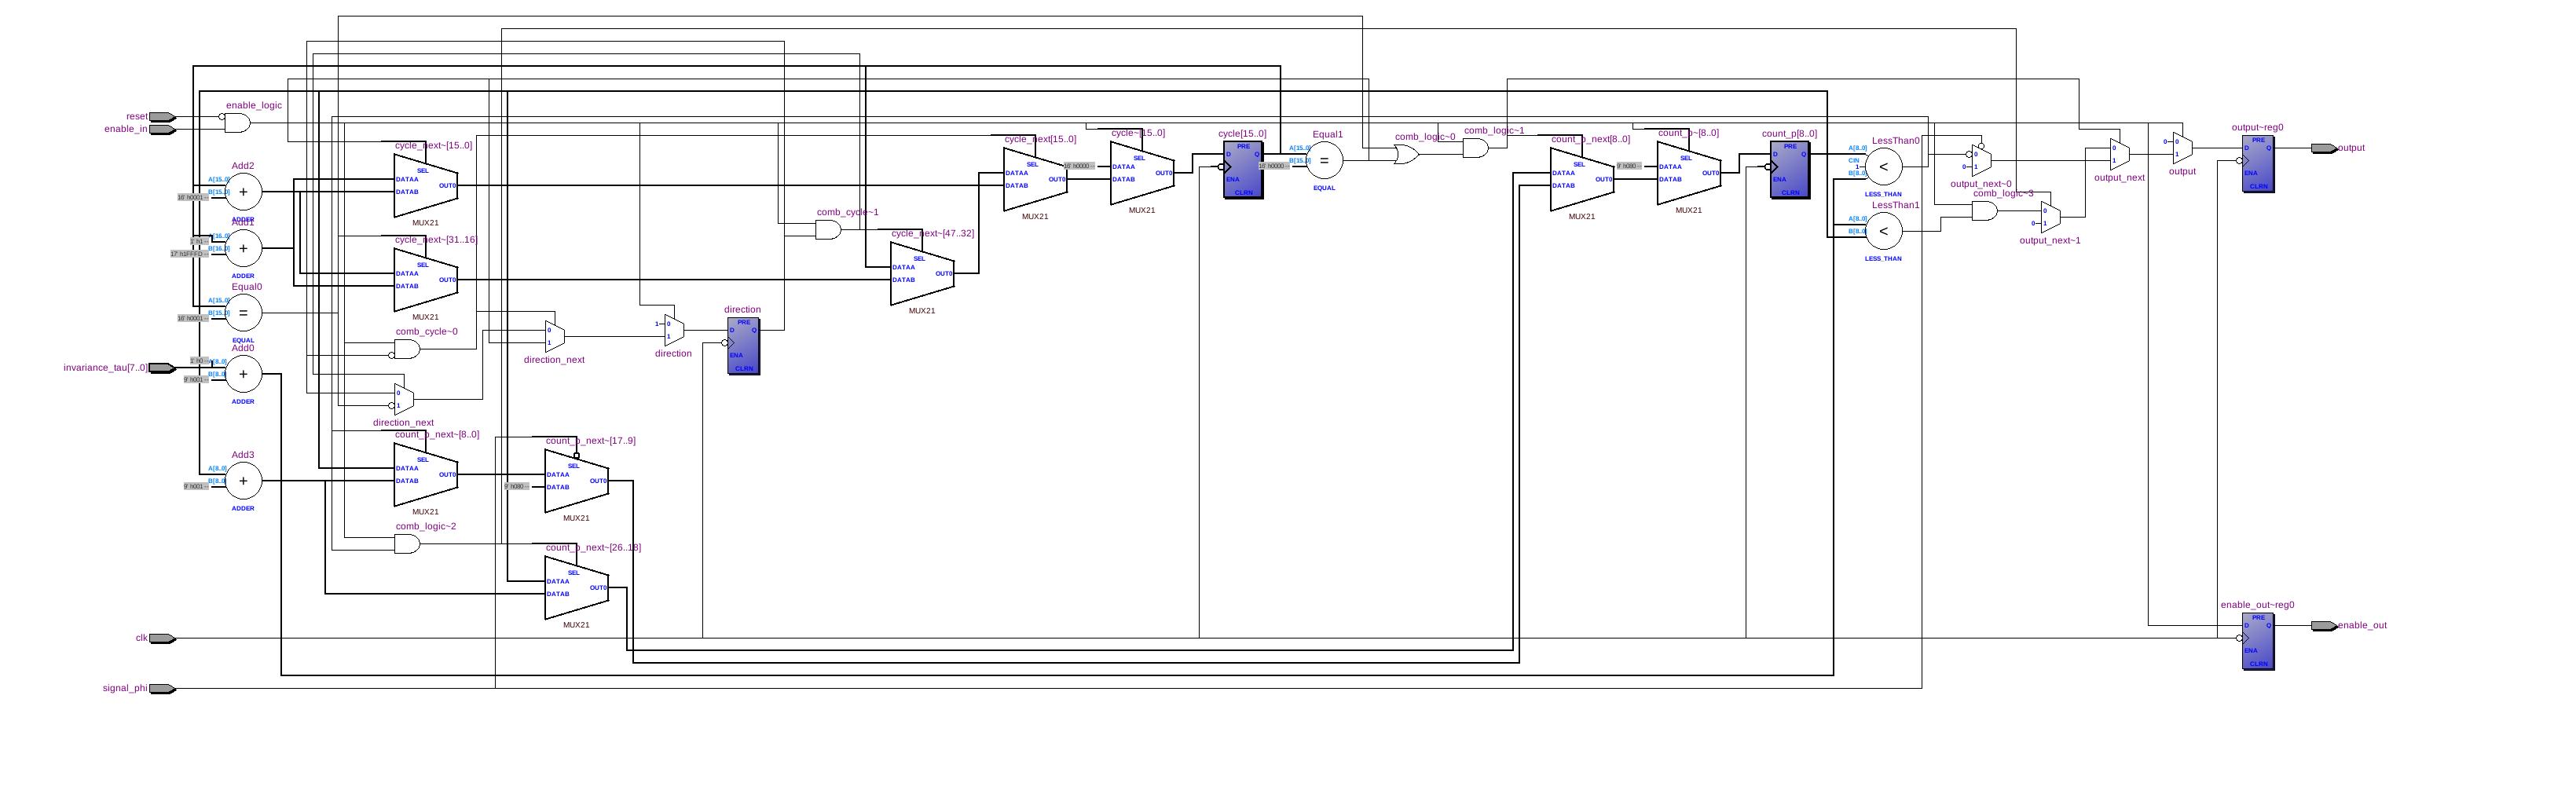 reset
enable_in
enable_logic
Add2
A[15..0]
B[15..0]
16' h0001 --
+
ADDER
Add1
A[16..0]
1' h1 --
B[16..0]
17' h1FFFD --
+
ADDER
Equal0
A[15..0]
B[15..0]
16' h0001 --
=
EQUAL
Add0
1' h0 --
A[8..0]
B[8..0]
9' h001 --
+
ADDER
invariance_tau[7..0]
Add3
A[8..0]
B[8..0]
9' h001 --
+
ADDER
clk
signal_phi
cycle_next~[15..0]
SEL
DATAA
DATAB
OUT0
MUX21
cycle_next~[31..16]
SEL
DATAA
DATAB
OUT0
MUX21
comb_cycle~0
0
1
direction_next
count_p_next~[8..0]
SEL
DATAA
DATAB
OUT0
MUX21
comb_logic~2
count_p_next~[17..9]
SEL
DATAA
9' h080 --
DATAB
OUT0
MUX21
count_p_next~[26..18]
SEL
DATAA
DATAB
OUT0
MUX21
0
1
direction_next
1
0
1
direction
direction
PRE
D
Q
ENA
CLRN
comb_cycle~1
cycle_next~[47..32]
SEL
DATAA
DATAB
OUT0
MUX21
cycle_next[15..0]
SEL
DATAA
DATAB
OUT0
MUX21
cycle~[15..0]
SEL
16' h0000 --
DATAA
DATAB
OUT0
MUX21
cycle[15..0]
PRE
D
Q
ENA
CLRN
Equal1
A[15..0]
16' h0000 --
B[15..0]
=
EQUAL
comb_logic~0
comb_logic~1
count_p_next[8..0]
SEL
DATAA
DATAB
OUT0
MUX21
count_p~[8..0]
SEL
9' h080 --
DATAA
DATAB
OUT0
MUX21
count_p[8..0]
PRE
D
Q
ENA
CLRN
LessThan0
A[8..0]
CIN
1
B[8..0]
<
LESS_THAN
LessThan1
A[8..0]
B[8..0]
<
LESS_THAN
0
0
1
output_next~0
comb_logic~3
0
0
1
output_next~1
0
1
output_next
0
0
1
output
output~reg0
PRE
D
Q
ENA
CLRN
output
enable_out~reg0
PRE
D
Q
ENA
CLRN
enable_out